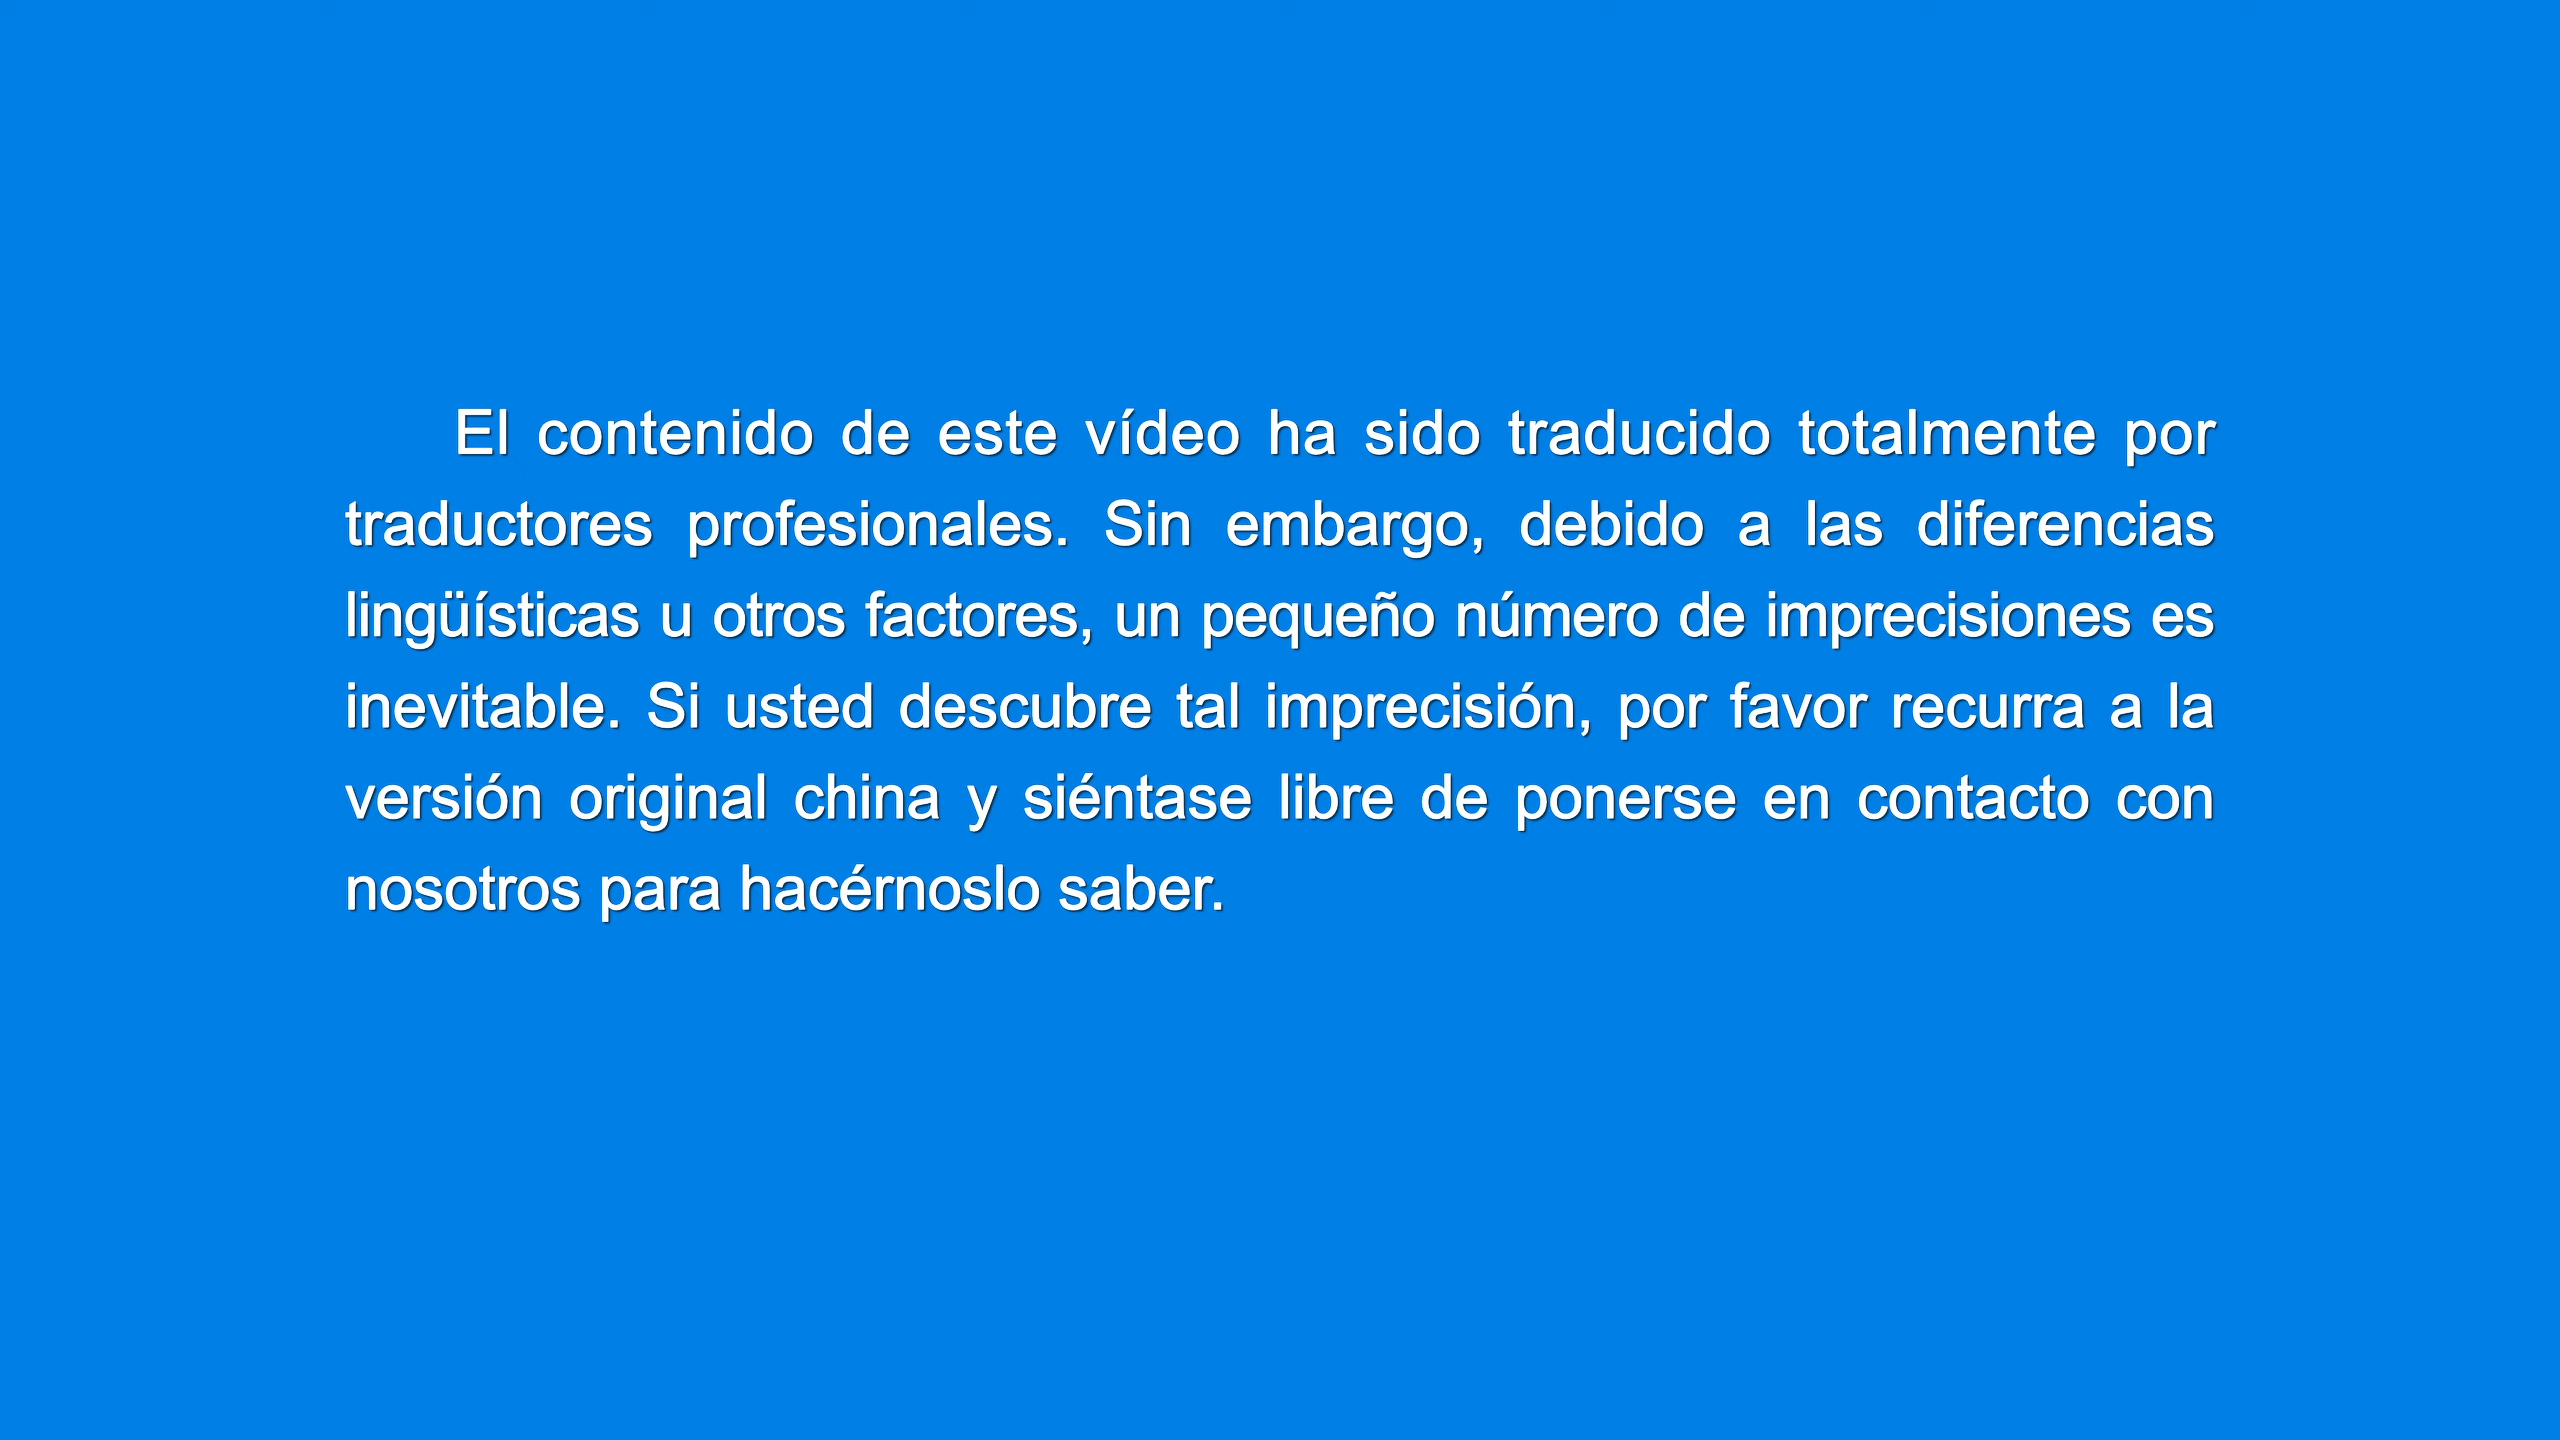 El contenido de este vídeo ha sido traducido totalmente por
traductores profesionales. Sin embargo, debido a las diferencias
lingüísticas u otros factores, un pequeño número de imprecisiones es
inevitable. Si usted descubre tal imprecisión, por favor recurra a la
versión original china y siéntase libre de ponerse en contacto con
nosotros para hacérnoslo saber.